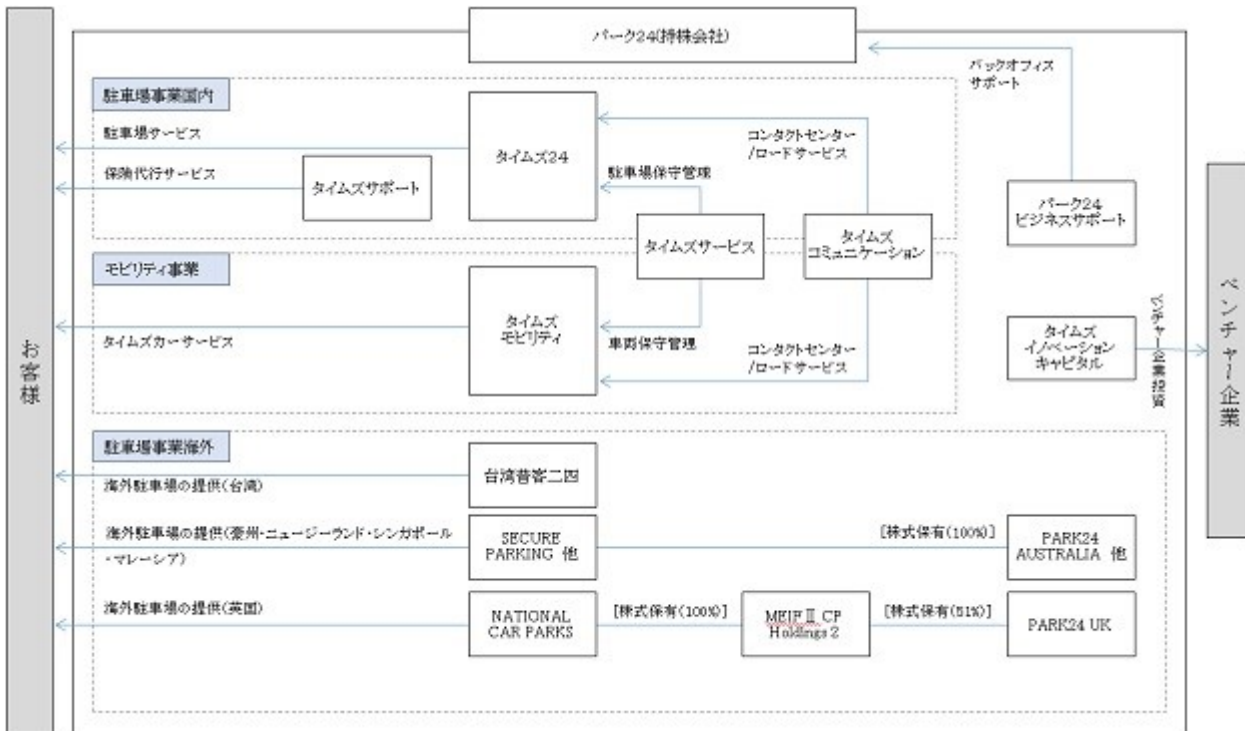 パーク24(持株会社)
バックオフィス
サポート
駐車場事業国内
駐車場サービス
保険代行サービス
タイムズサポート
タイムズ24
コンタクトセンター
/ロードサービス
駐車場保守管理
タイムズサービス
タイムズ
コミュニケーション
パーク24
ビジネスサポート
モビリティ事業
タイムズカーサービス
タイムズ
モビリティ
車両保守管理
コンタクトセンター
/ロードサービス
タイムズ
イノベーション
キャピタル
ベンチャー企業投資
お客様
ベンチャー企業
駐車場事業海外
海外駐車場の提供(台湾)
台湾普客二四
海外駐車場の提供(豪州・ニュージーランド・シンガポール
・マレーシア)
SECURE
PARKING 他
[株式保有(100%)]
PARK24
AUSTRALIA 他
海外駐車場の提供(英国)
NATIONAL
CAR PARKS
[株式保有(100%)]
MEIF Ⅱ CP
Holdings 2
[株式保有(51%)]
PARK24 UK